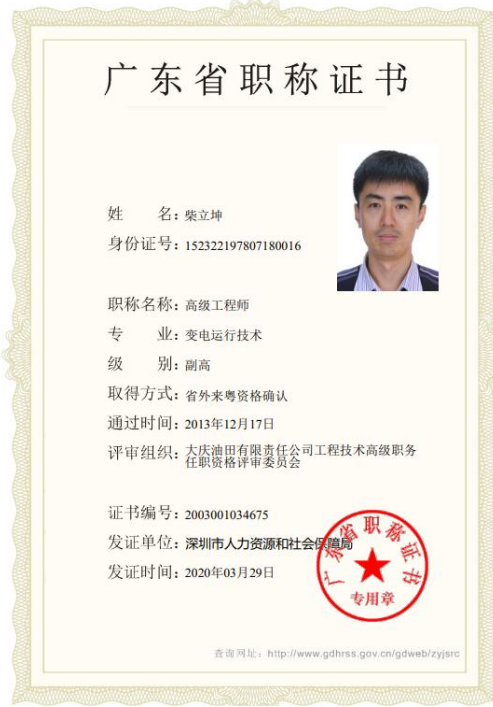 广东省职称证书
姓　　名：柴立坤
身份证号：152322197807180016
职称名称：高级工程师
专　　业：变电运行技术
级　　别：副高
取得方式：省外来粤资格确认
通过时间：2013年12月17日
评审组织：大庆油田有限责任公司工程技术高级职务
任职资格评审委员会
证书编号：2003001034675
发证单位：深圳市人力资源和社会保障局
发证时间：2020年03月29日
广东省职称证书
专用章
查询网址：http://www.gdhrss.gov.cn/gdweb/zyjsrc